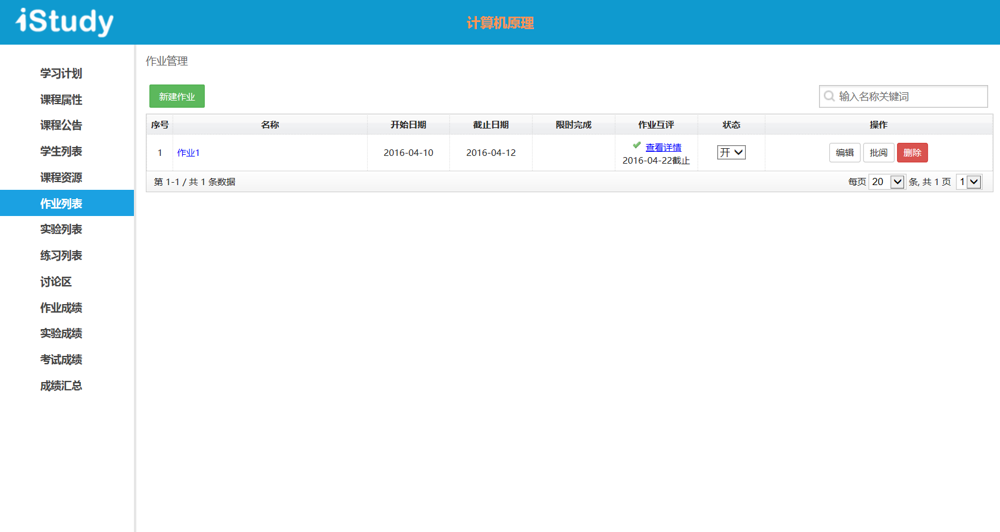 iStudy
计算机原理
学习计划
课程属性
课程公告
学生列表
课程资源
作业列表
实验列表
练习列表
讨论区
作业成绩
实验成绩
考试成绩
成绩汇总
作业管理
新建作业
输入名称关键词
序号 名称 开始日期 截止日期 限时完成 作业互评 状态 操作
1 作业1 2016-04-10 2016-04-12 查看详情 开 编辑 批阅 删除
2016-04-22截止
第 1-1 / 共 1 条数据 每页 20 条, 共 1 页 1